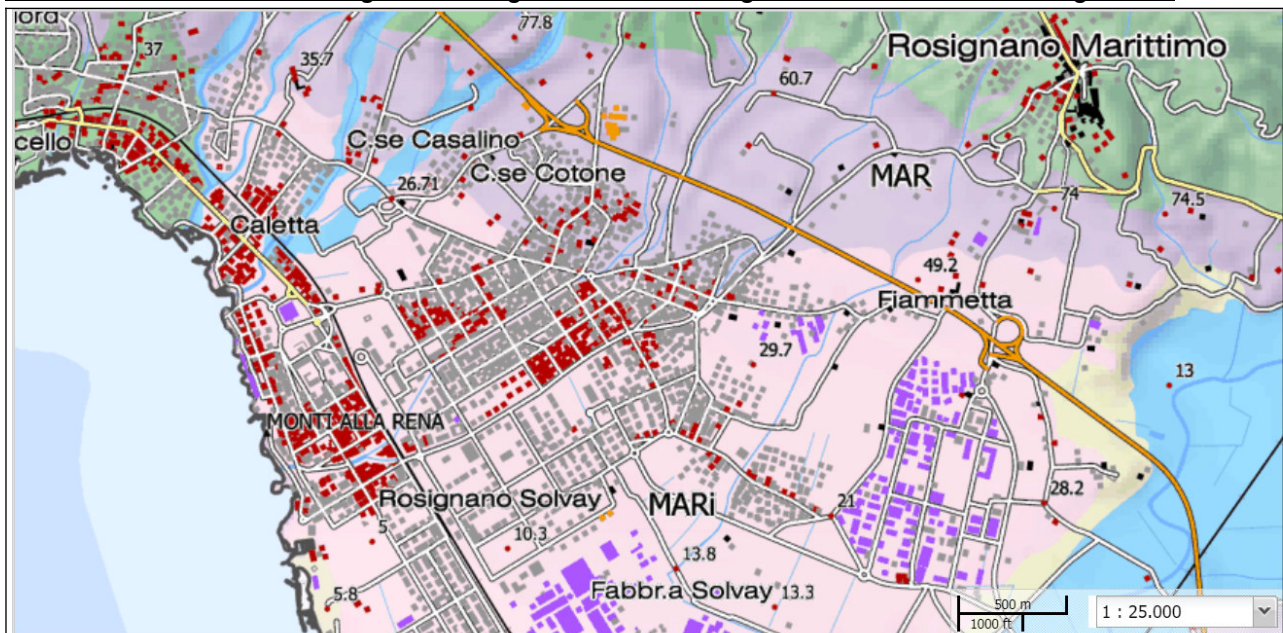 77.8
37
35.7
60.7
Rosignano Marittimo
cello
C.se Casalino
C.se Cotone
MAR
26.71
74
74.5
Caletta
49.2
Fiammetta
29.7
13
MONTI ALLA RENA
Rosignano Solvay
MARi
21
28.2
5
10.3
13.8
5.8
Fabbr.a Solvay
13.3
500 m
1000 ft
1 : 25.000